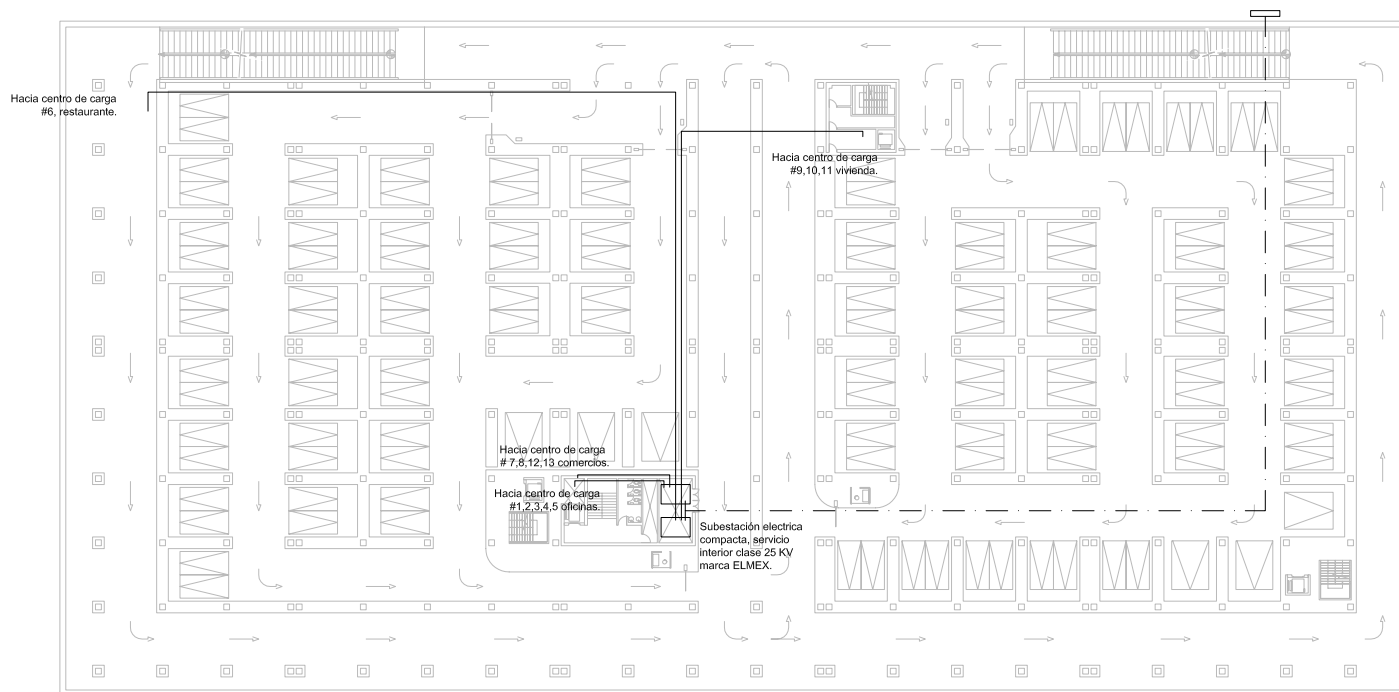 Hacia centro de carga
#6, restaurante.
Hacia centro de carga
#9,10,11 vivienda.
Hacia centro de carga
# 7,8,12,13 comercios.
Hacia centro de carga
#1,2,3,4,5 oficinas.
Subestación electrica
compacta, servicio
interior clase 25 KV
marca ELMEX.